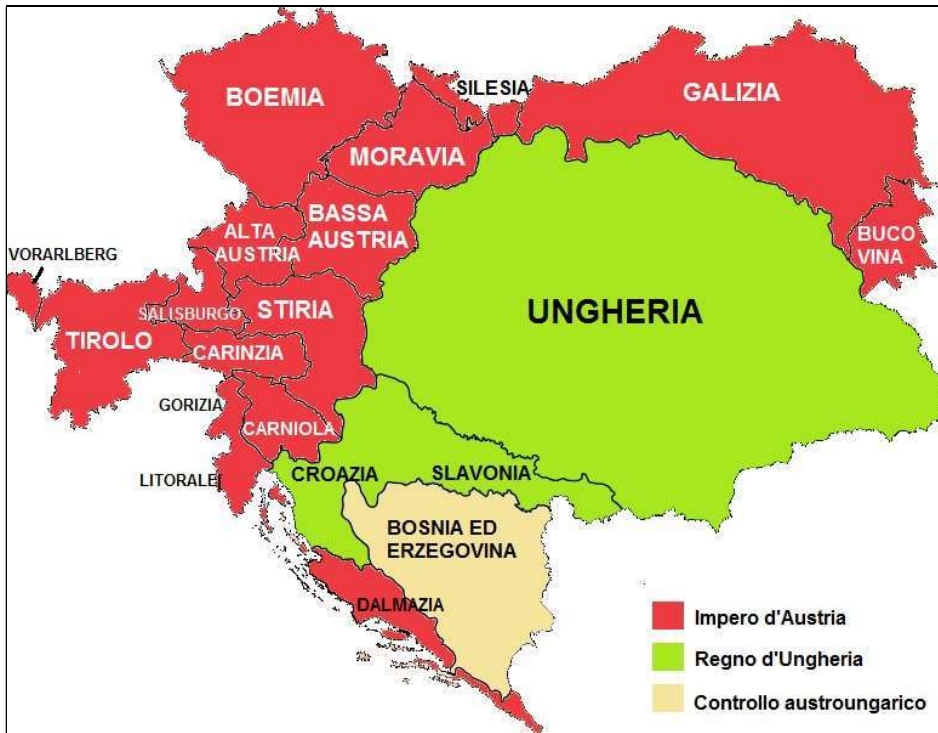 BOEMIA
SILESIA
GALIZIA
MORAVIA
BASSA
AUSTRIA
ALTA
AUSTRIA
BUCO
VINA
VORARLBERG
SALISBURGO
STIRIA
UNGHERIA
TIROLO
CARINZIA
GORIZIA
CARNIOLA
LITORALE
CROAZIA
SLAVONIA
BOSNIA ED
ERZEGOVINA
DALMAZIA
Impero d'Austria
Regno d'Ungheria
Controllo austroungarico